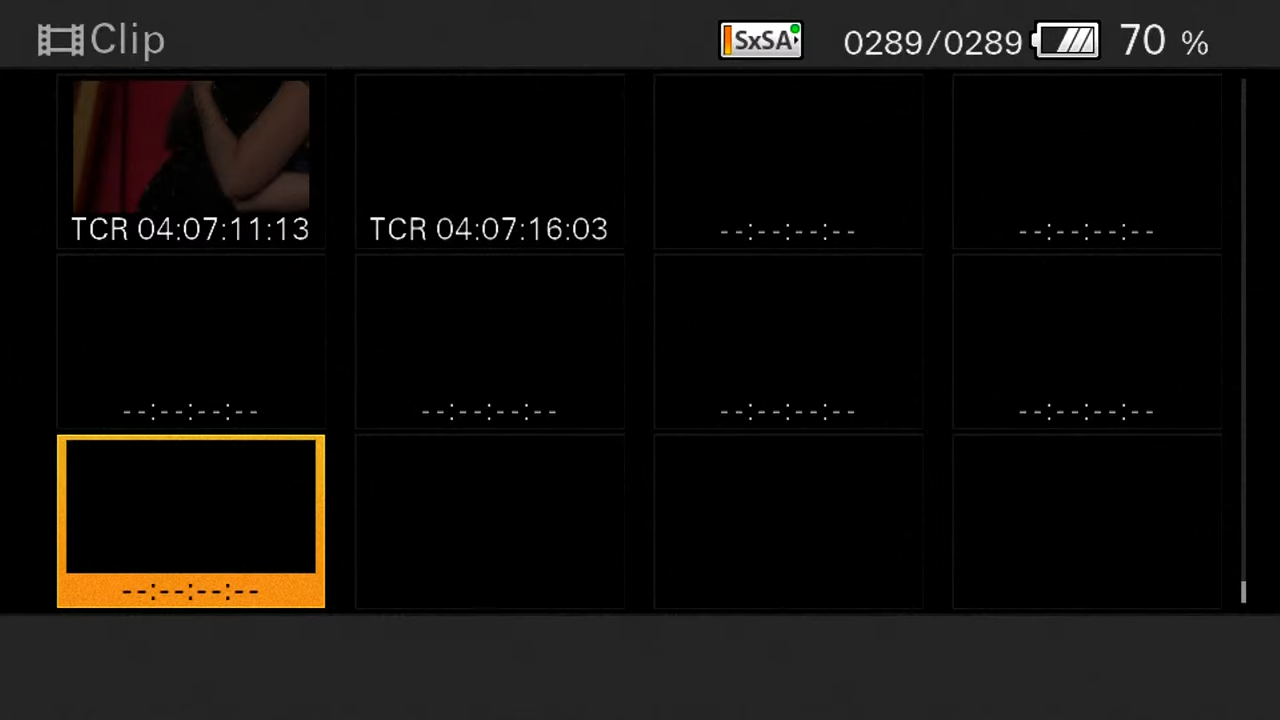 Clip SxSA 0289/0289 70 %
TCR 04:07:11:13 TCR 04:07:16:03 --:--:--:-- --:--:--:--
--:--:--:-- --:--:--:-- --:--:--:-- --:--:--:--
--:--:--:--